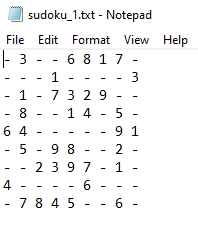 sudoku_1.txt - Notepad
File Edit Format View Help
- 3 - - 6 8 1 7 -
- - - 1 - - - - 3
- 1 - 7 3 2 9 - -
- 8 - - 1 4 - 5 -
6 4 - - - - - 9 1
- 5 - 9 8 - - 2 -
- - 2 3 9 7 - 1 -
4 - - - - 6 - - -
- 7 8 4 5 - - 6 -